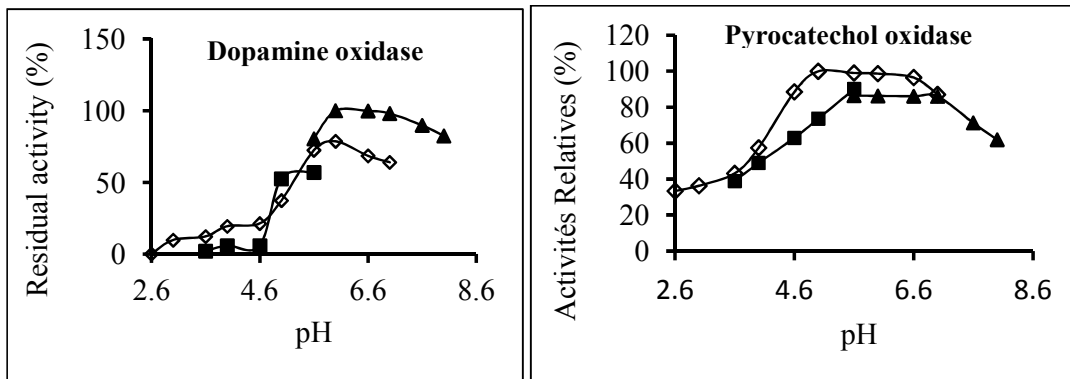 Dopamine oxidase
Residual activity (%)
150
100
50
0
2.6 4.6 6.6 8.6
pH
Pyrocatechol oxidase
Activités Relatives (%)
120
100
80
60
40
20
0
2.6 4.6 6.6 8.6
pH